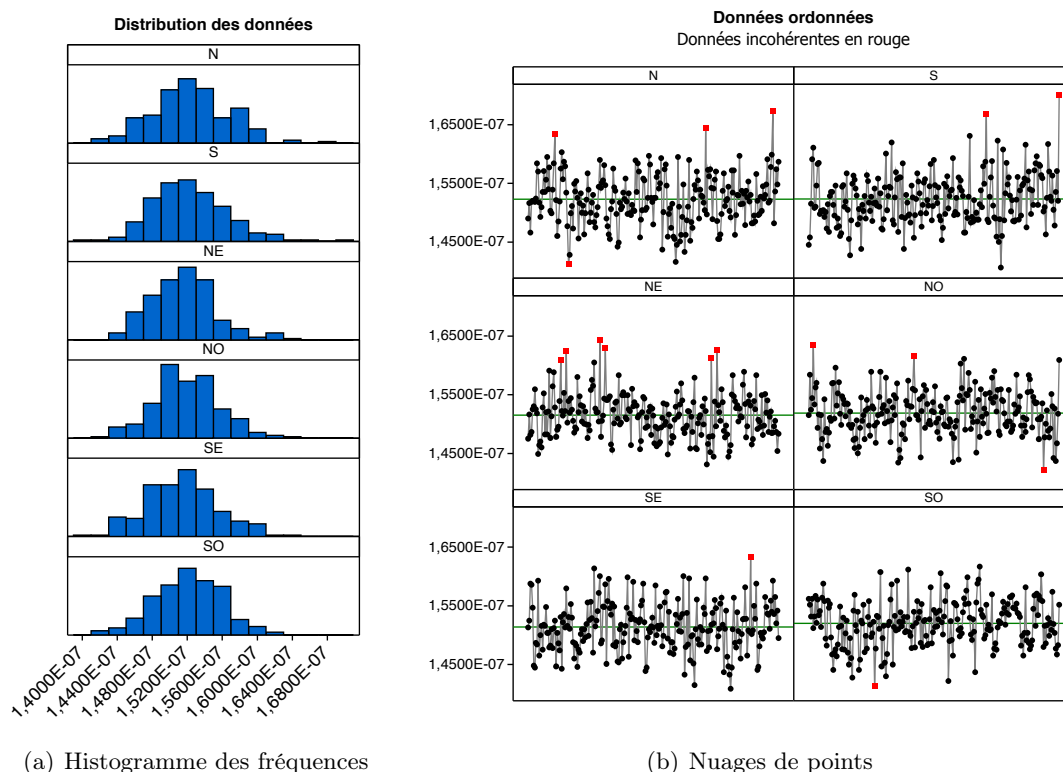 Distribution des données
N
S
NE
NO
SE
SO
1,4000E-07
1,4400E-07
1,4800E-07
1,5200E-07
1,5600E-07
1,6000E-07
1,6400E-07
1,6800E-07
(a) Histogramme des fréquences
Données ordonnées
Données incohérentes en rouge
N
S
1,6500E-07
1,5500E-07
1,4500E-07
NE
NO
1,6500E-07
1,5500E-07
1,4500E-07
SE
SO
1,6500E-07
1,5500E-07
1,4500E-07
(b) Nuages de points